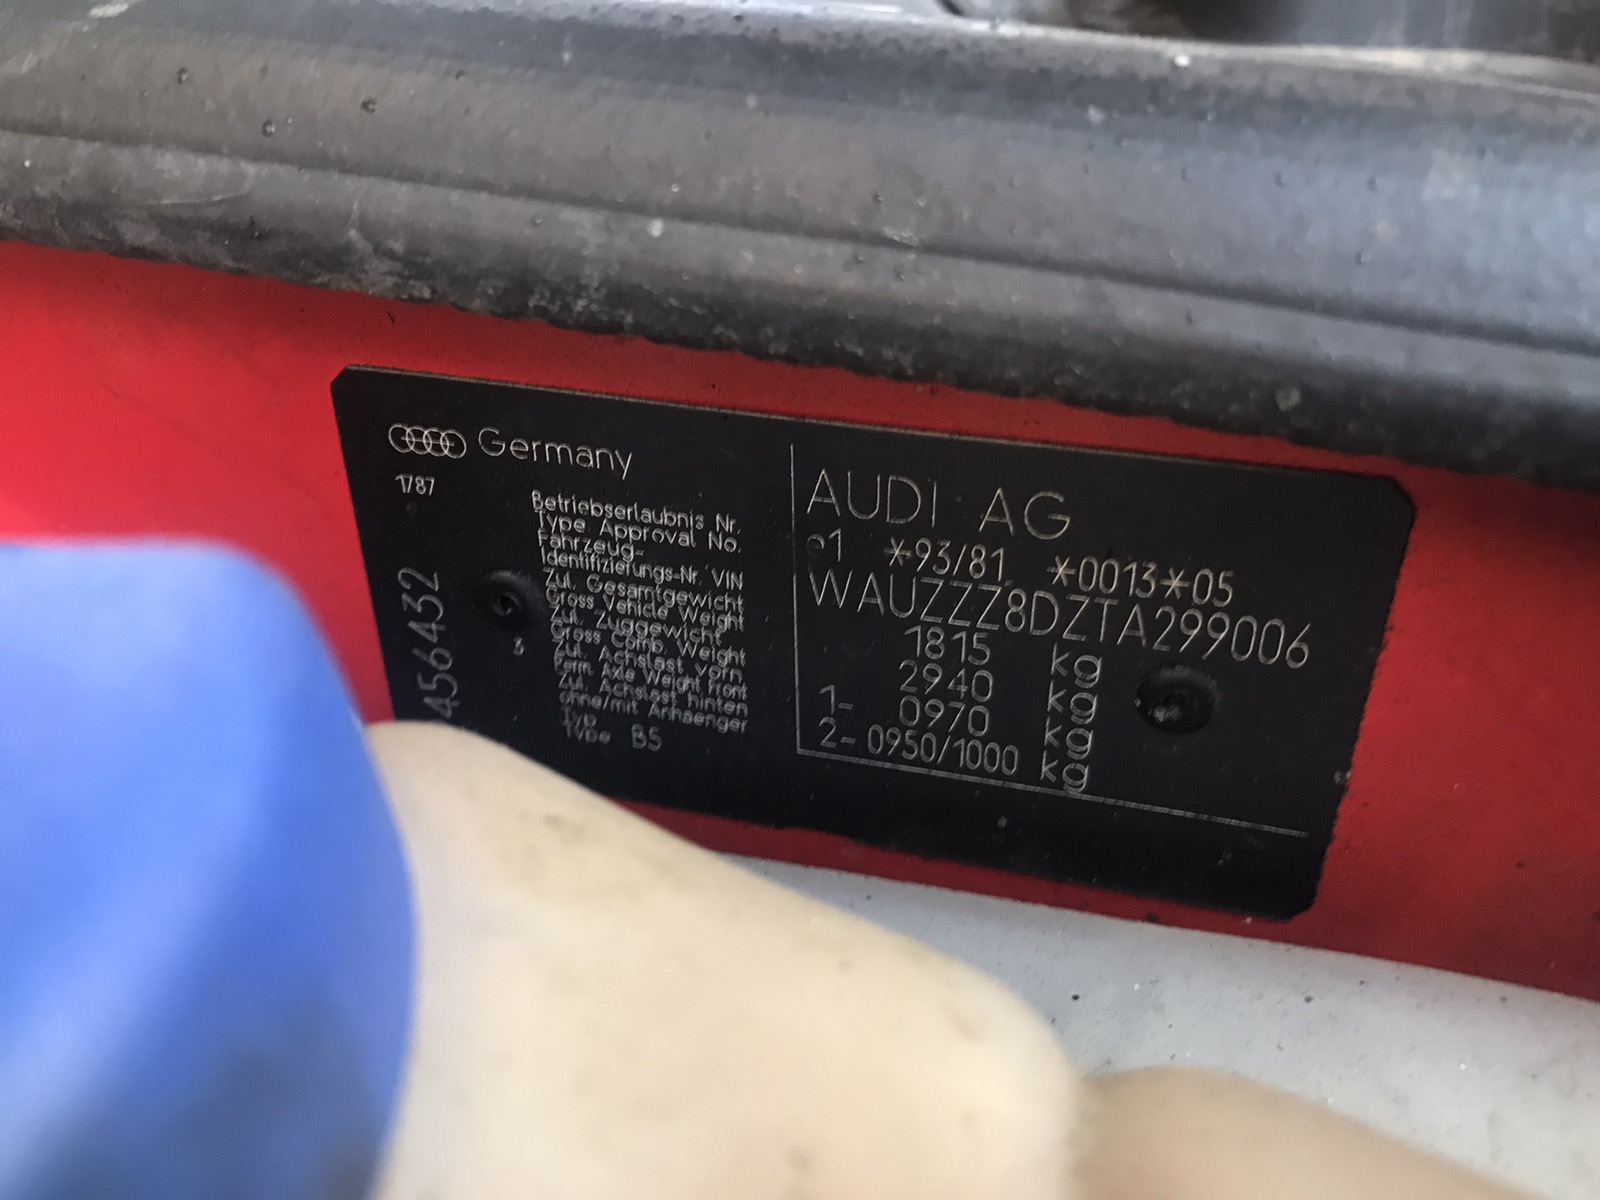 Germany
1787
456432
3
Betriebserlaubnis Nr.
Type Approval No.
Fahrzeug-
Identifizierungs-Nr. VIN
Zul. Gesamtgewicht
Gross Vehicle Weight
Zul. Zuggewicht
Gross Comb. Weight
Zul. Achslast vorn
Perm. Axle Weight Front
Zul. Achslast hinten
ohne/mit Anhaenger
Typ
Type B5
AUDI AG
e1 *93/81 *0013*05
WAUZZZ8DZTA299006
1815 kg
2940 kg
1- 0970 kg
2- 0950/1000 kg